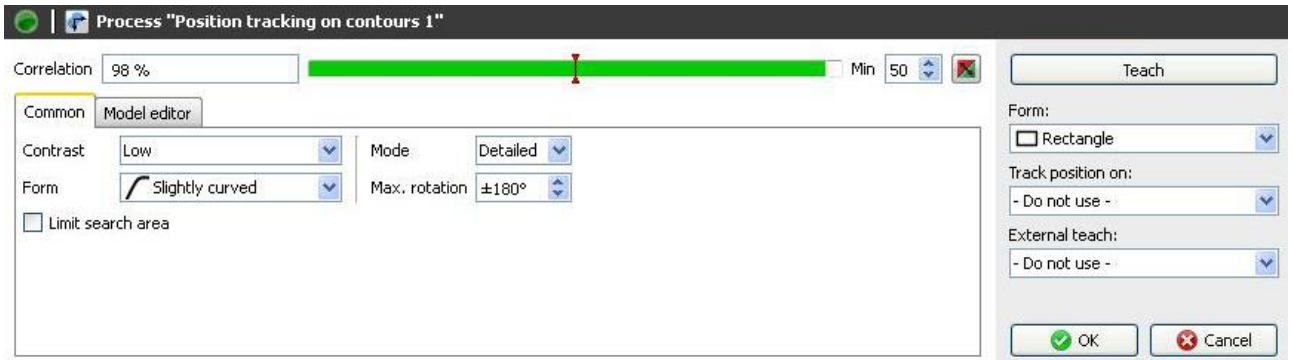 Process "Position tracking on contours 1"
Correlation 98 % Min 50 Teach
Common Model editor Form:
Rectangle
Contrast Low Mode Detailed
Track position on:
Form Slightly curved Max. rotation ±180°
- Do not use -
Limit search area
External teach:
- Do not use -
OK Cancel